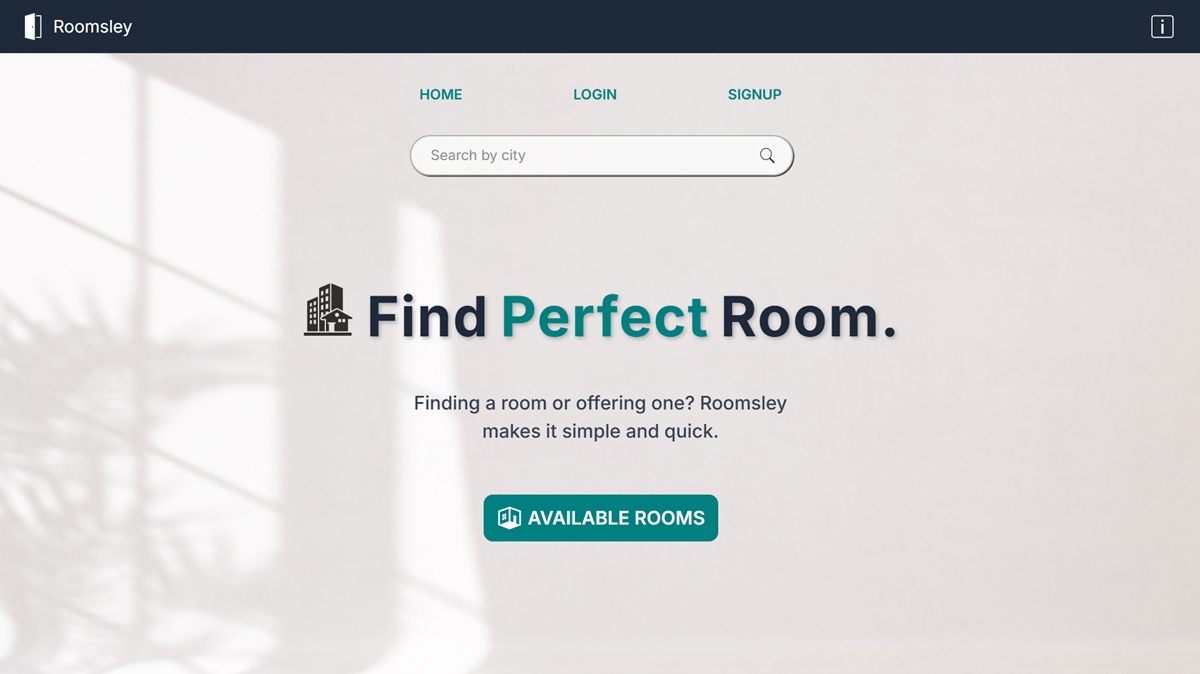 Roomsley
HOME LOGIN SIGNUP
Search by city
Find Perfect Room.
Finding a room or offering one? Roomsley
makes it simple and quick.
AVAILABLE ROOMS